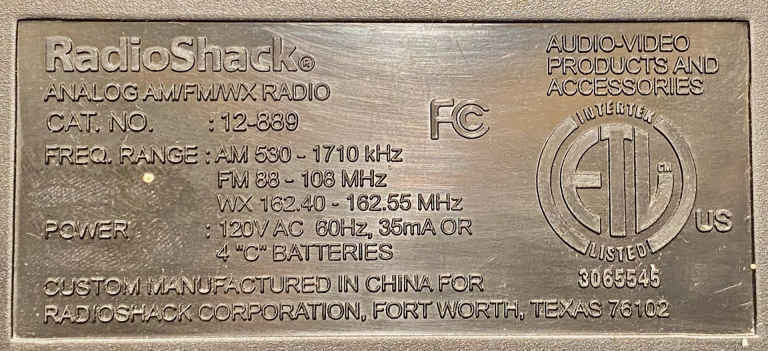 RadioShack®
ANALOG AM/FM/WX RADIO
CAT. NO. : 12-889
FREQ. RANGE : AM 530 - 1710 kHz
FM 88 - 108 MHz
WX 162.40 - 162.55 MHz
POWER : 120V AC 60Hz, 35mA OR
4 "C" BATTERIES
CUSTOM MANUFACTURED IN CHINA FOR
RADIOSHACK CORPORATION, FORT WORTH, TEXAS 76102
FC
AUDIO-VIDEO
PRODUCTS AND
ACCESSORIES
INTERTEK
ETL CM
US
LISTED
3065545